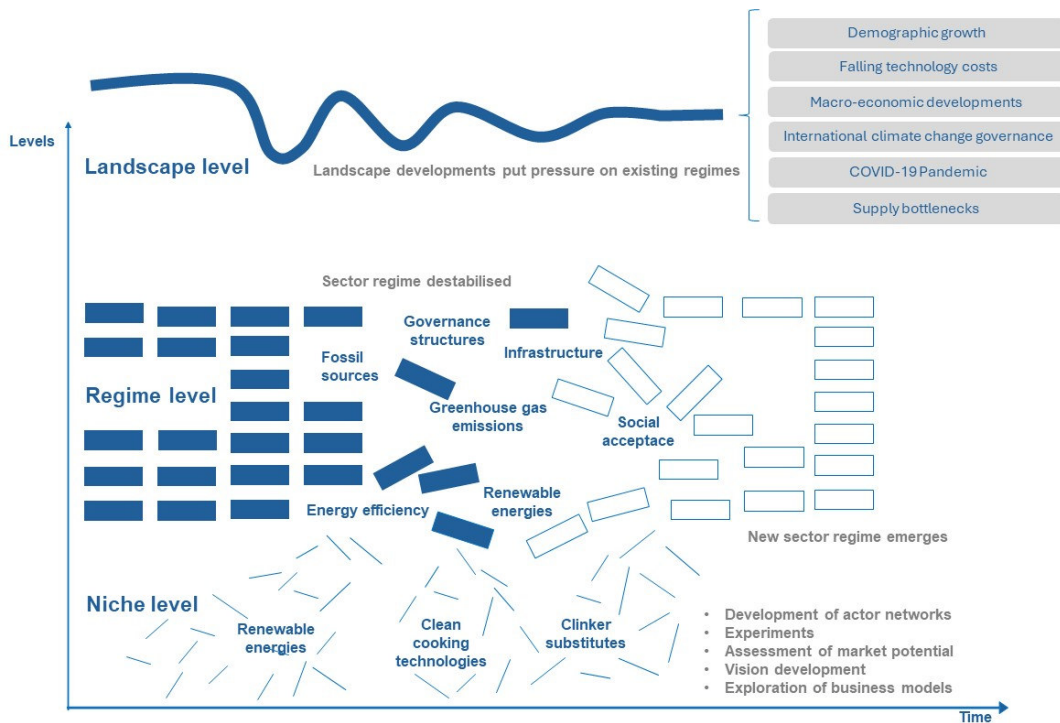 Demographic growth
Falling technology costs
Macro-economic developments
International climate change governance
COVID-19 Pandemic
Supply bottlenecks
Levels
Landscape level
Landscape developments put pressure on existing regimes
Sector regime destabilised
Governance
structures
Infrastructure
Fossil
sources
Regime level
Greenhouse gas
emissions
Social
acceptace
Renewable
energies
Energy efficiency
New sector regime emerges
Niche level
Renewable
energies
Clean
cooking
technologies
Clinker
substitutes
• Development of actor networks
• Experiments
• Assessment of market potential
• Vision development
• Exploration of business models
Time